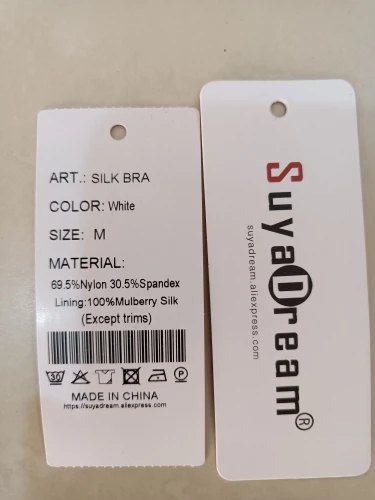 ART.: SILK BRA
COLOR: White
SIZE: M
MATERIAL:
69.5%Nylon 30.5%Spandex
Lining:100%Mulberry Silk
(Except trims)
30
P
MADE IN CHINA
https://suyadream.aliexpress.com
SuyaDream®
suyadream.aliexpress.com